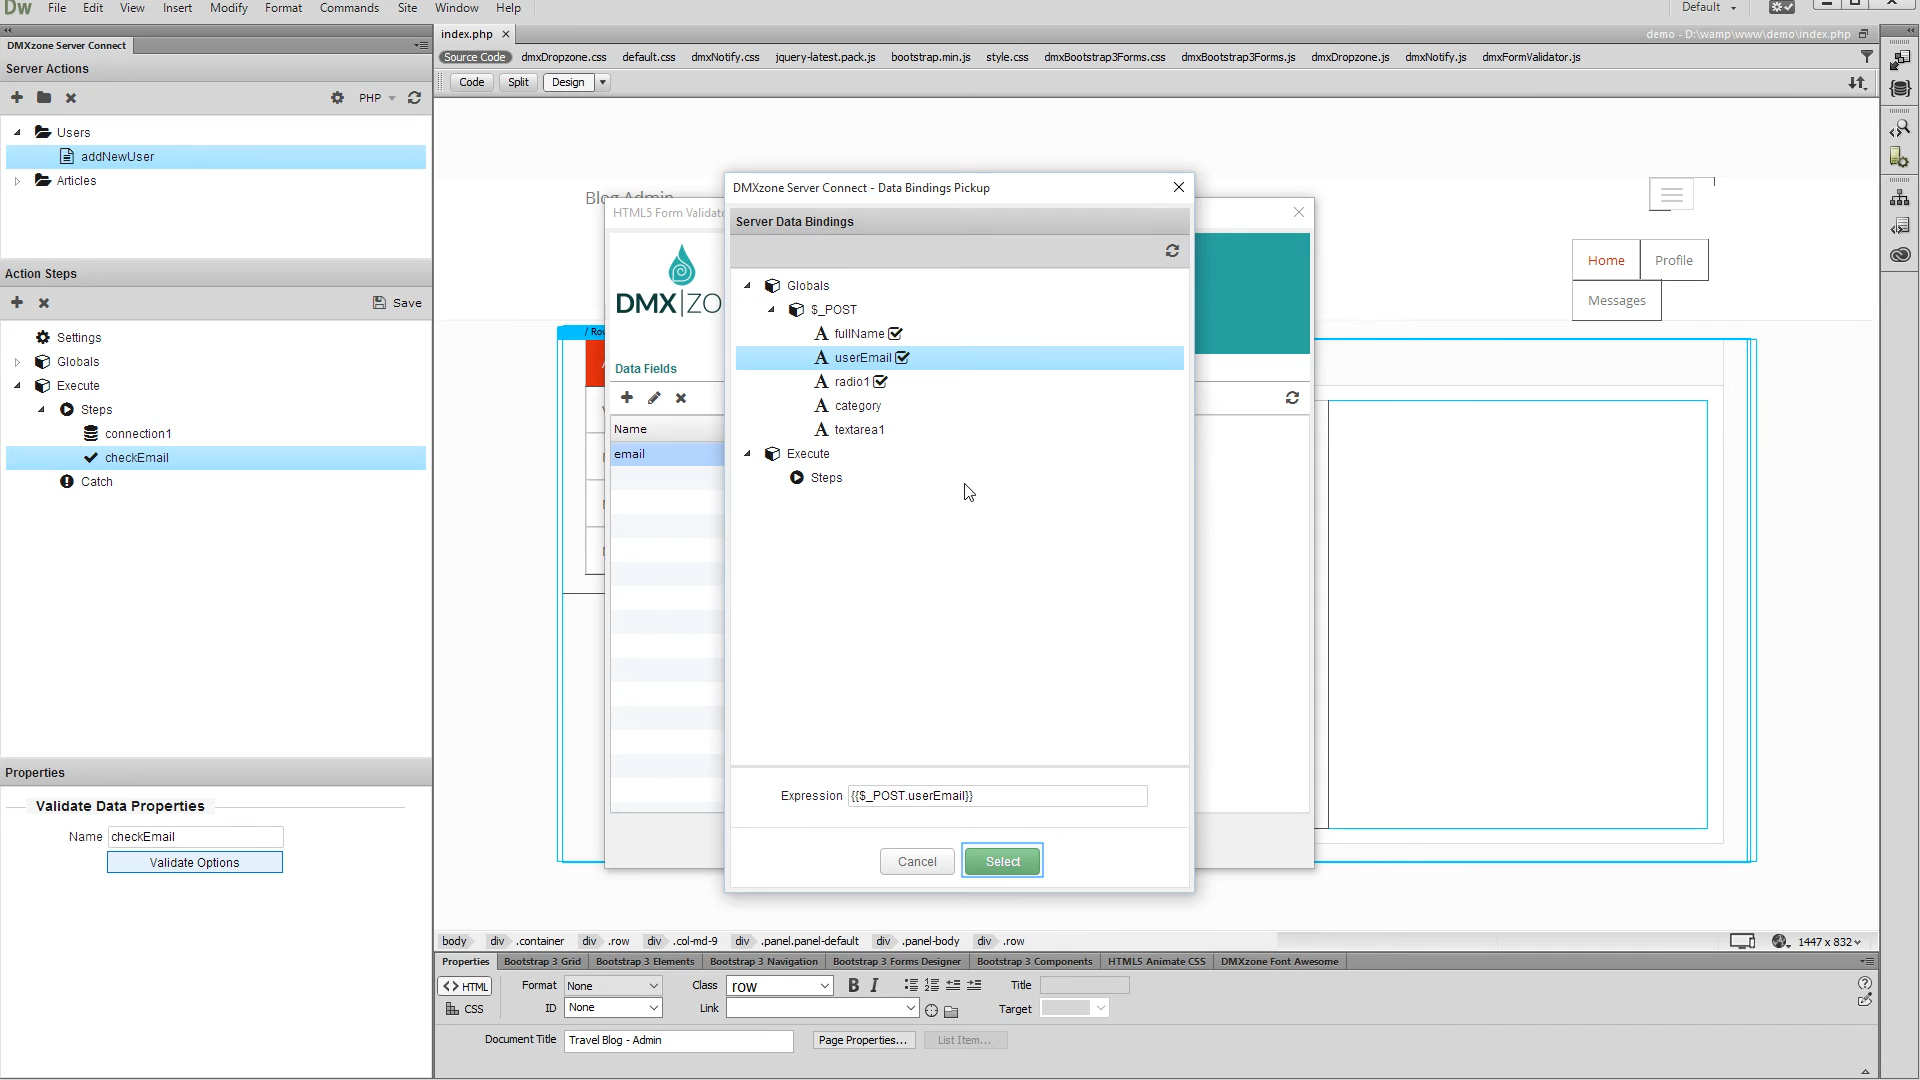 Dw File Edit View Insert Modify Format Commands Site Window Help Default
DMXzone Server Connect
Server Actions
PHP
Users
addNewUser
Articles
Action Steps
Save
Settings
Globals
Execute
Steps
connection1
checkEmail
Catch
Properties
Validate Data Properties
Name checkEmail
Validate Options
index.php
demo - D:\wamp\www\demo\index.php
Source Code dmxDropzone.css default.css dmxNotify.css jquery-latest.pack.js bootstrap.min.js style.css dmxBootstrap3Forms.css dmxBootstrap3Forms.js dmxDropzone.js dmxNotify.js dmxFormValidator.js
Code Split Design
Blog Admin
Home Profile
Messages
HTML5 Form Validato
DMX|ZO
Data Fields
Name
email
DMXzone Server Connect - Data Bindings Pickup
Server Data Bindings
Globals
$_POST
fullName
userEmail
radio1
category
textarea1
Execute
Steps
Expression {{$_POST.userEmail}}
Cancel Select
body div .container div .row div .col-md-9 div .panel.panel-default div .panel-body div .row
1447 x 832
Properties Bootstrap 3 Grid Bootstrap 3 Elements Bootstrap 3 Navigation Bootstrap 3 Forms Designer Bootstrap 3 Components HTML5 Animate CSS DMXzone Font Awesome
<> HTML Format None Class row B I Title
CSS ID None Link Target
Document Title Travel Blog - Admin Page Properties... List Item...